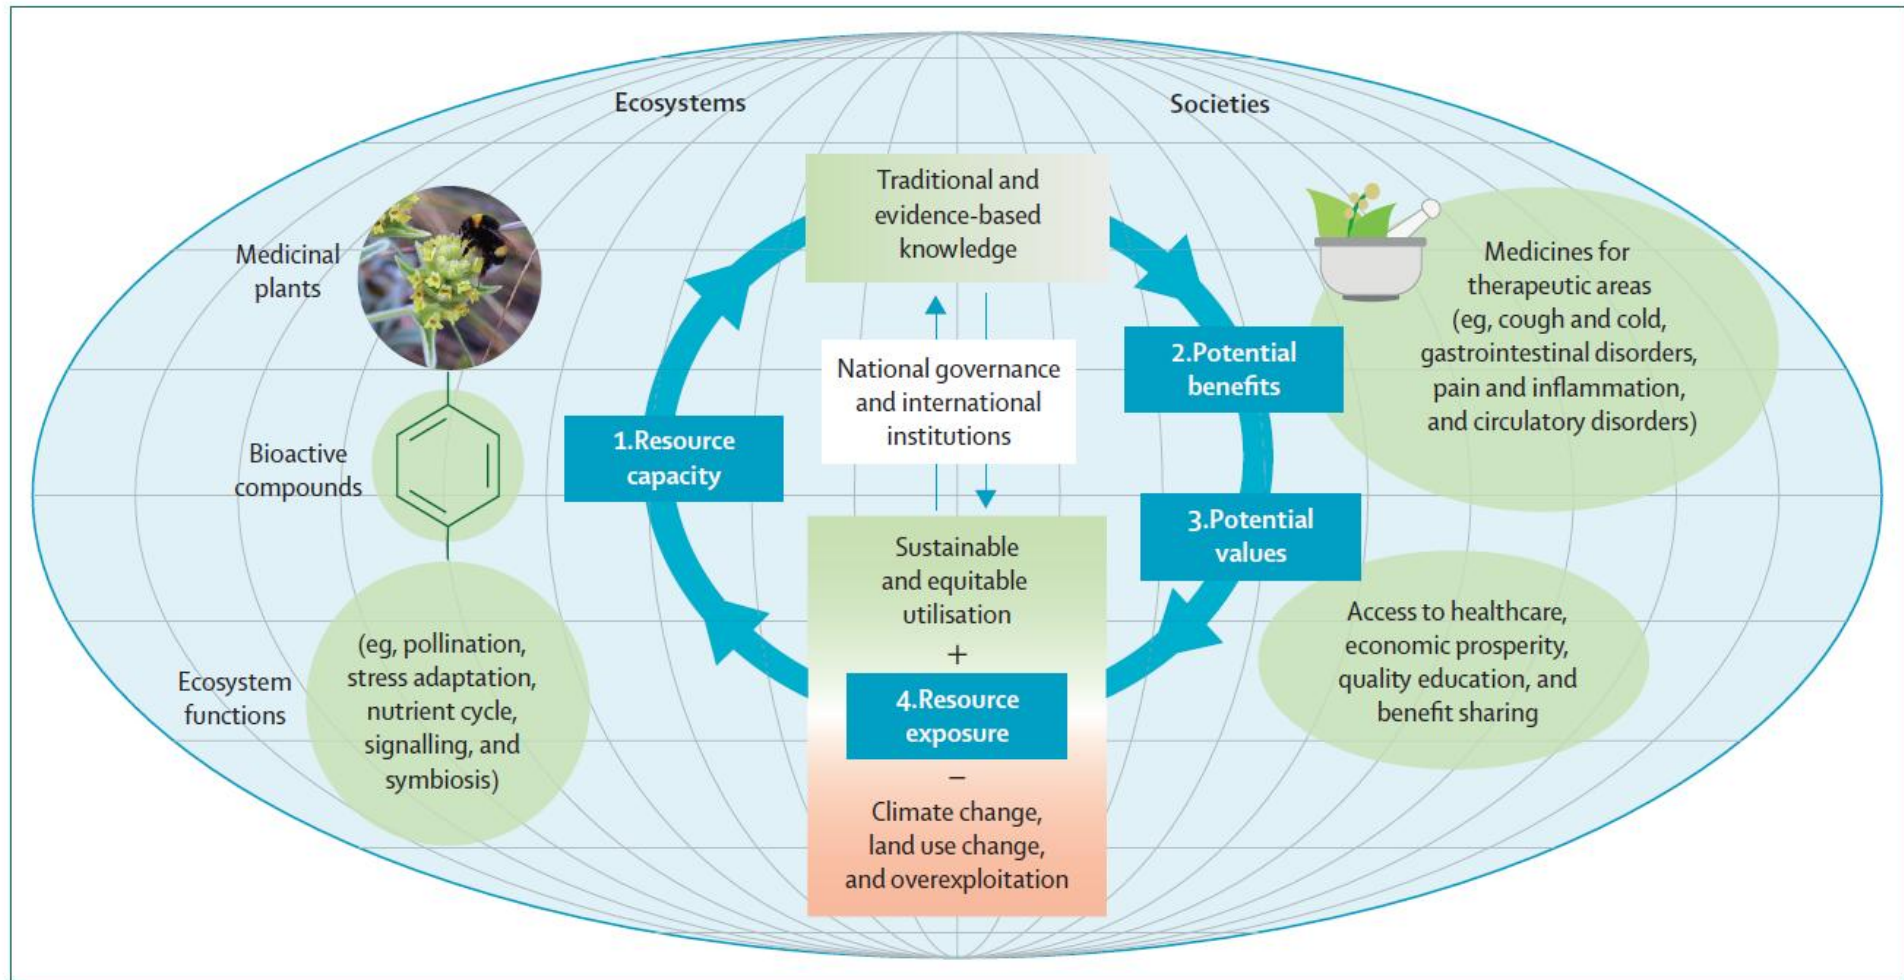 Ecosystems
Societies
Traditional and
evidence-based
knowledge
Medicinal
plants
Bioactive
compounds
Ecosystem
functions
(eg, pollination,
stress adaptation,
nutrient cycle,
signalling, and
symbiosis)
1.Resource
capacity
National governance
and international
institutions
2.Potential
benefits
Medicines for
therapeutic areas
(eg, cough and cold,
gastrointestinal disorders,
pain and inflammation,
and circulatory disorders)
3.Potential
values
Access to healthcare,
economic prosperity,
quality education, and
benefit sharing
Sustainable
and equitable
utilisation
+
4.Resource
exposure
−
Climate change,
land use change,
and overexploitation